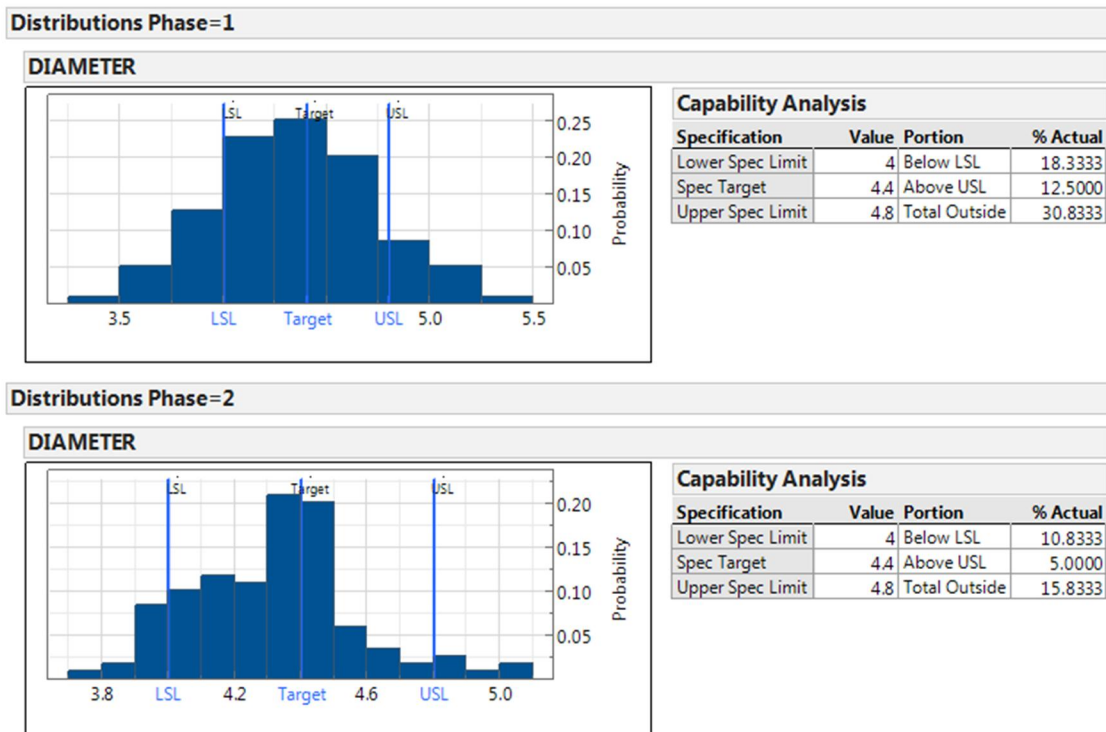 Distributions Phase=1
DIAMETER
LSL Target USL
0.25
0.20
0.15
0.10
0.05
Probability
3.5 LSL Target USL 5.0 5.5
Capability Analysis
Specification Value Portion % Actual
Lower Spec Limit 4 Below LSL 18.3333
Spec Target 4.4 Above USL 12.5000
Upper Spec Limit 4.8 Total Outside 30.8333
Distributions Phase=2
DIAMETER
LSL Target USL
0.20
0.15
0.10
0.05
Probability
3.8 LSL 4.2 Target 4.6 USL 5.0
Capability Analysis
Specification Value Portion % Actual
Lower Spec Limit 4 Below LSL 10.8333
Spec Target 4.4 Above USL 5.0000
Upper Spec Limit 4.8 Total Outside 15.8333